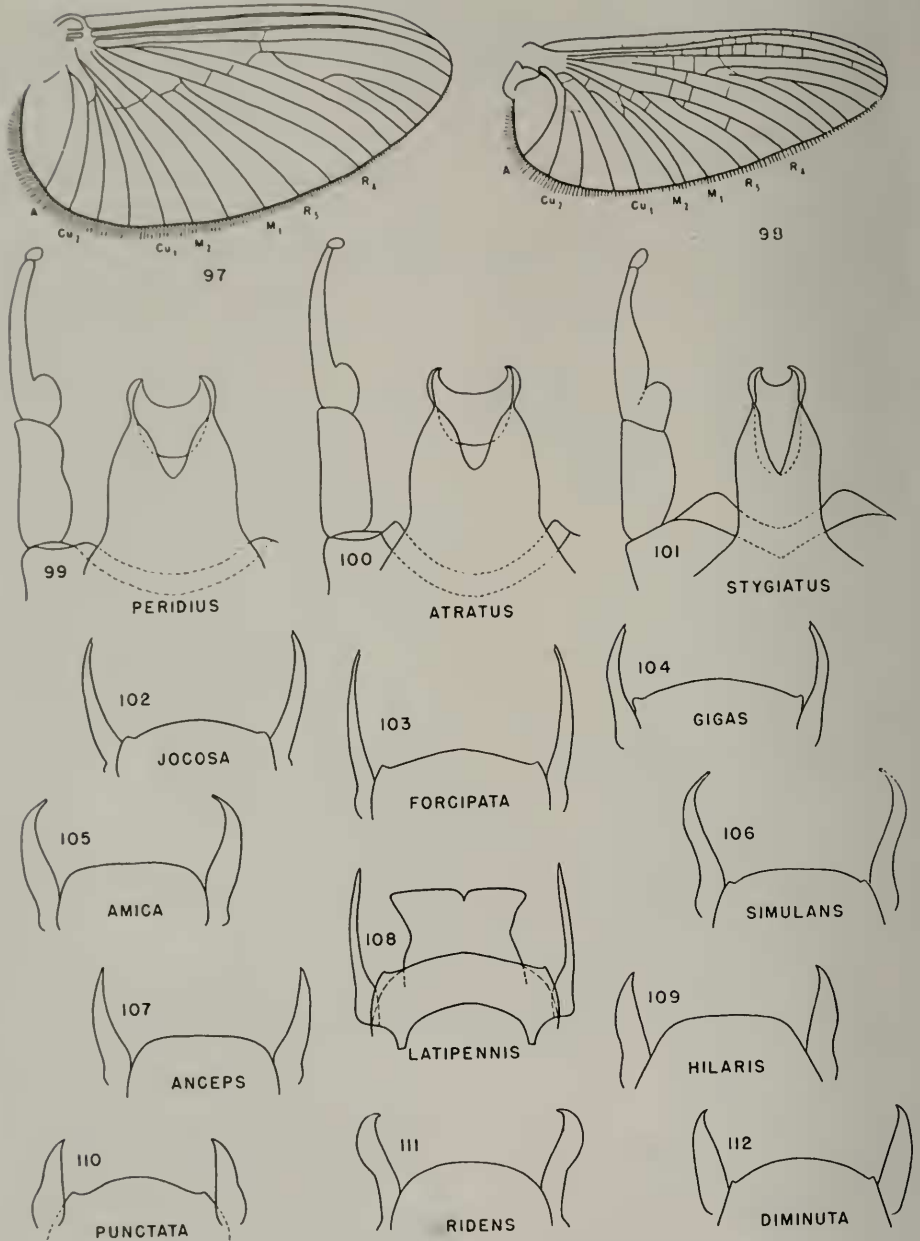 A Cu₂ Cu₁ M₂ M₁ R₅ R₄
97
A Cu₂ Cu₁ M₂ M₁ R₅ R₄
98
99
PERIDIUS
100
ATRATUS
101
STYGIATUS
102
JOCOSA
103
FORCIPATA
104
GIGAS
105
AMICA
106
SIMULANS
107
ANCEPS
108
LATIPENNIS
109
HILARIS
110
PUNCTATA
111
RIDENS
112
DIMINUTA